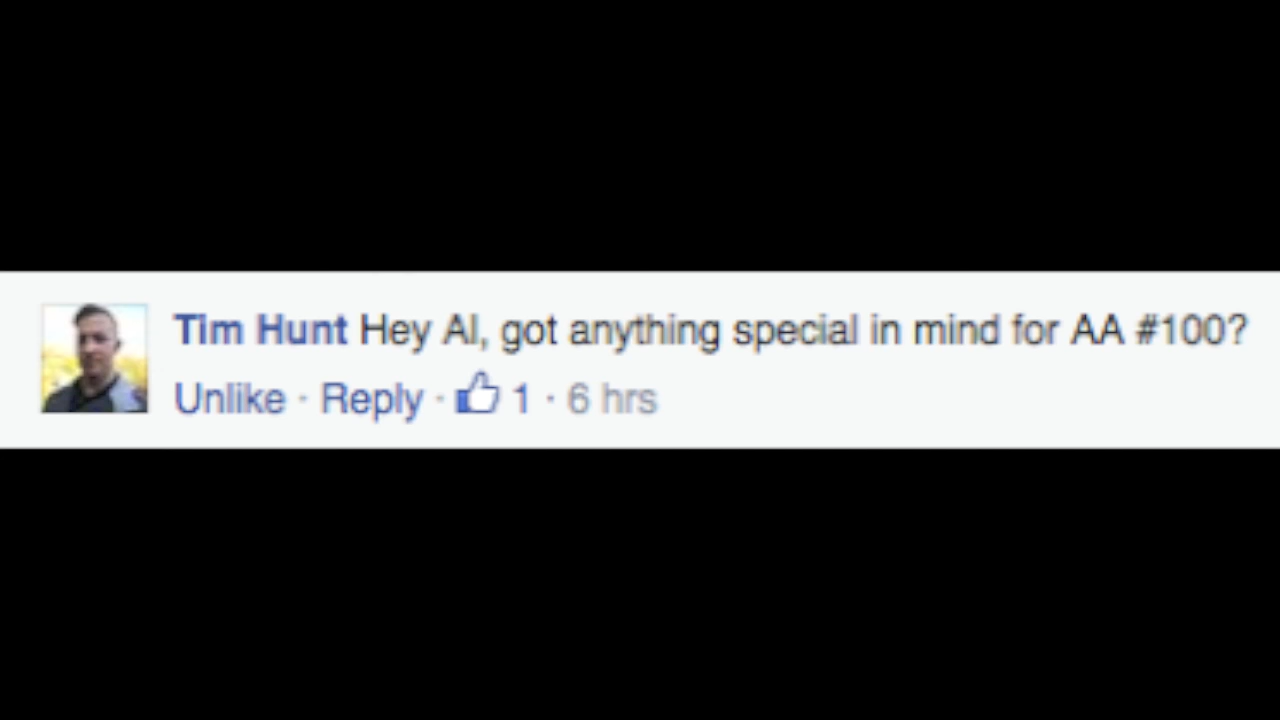 Tim Hunt Hey Al, got anything special in mind for AA #100?
Unlike · Reply · 1 · 6 hrs